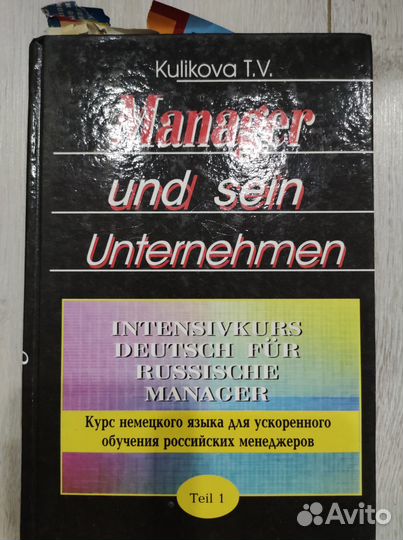 Kulikova T.V.
Manager
und sein
Unternehmen
INTENSIVKURS
DEUTSCH FÜR
RUSSISCHE
MANAGER
Курс немецкого языка для ускоренного
обучения российских менеджеров
Teil 1
Avito